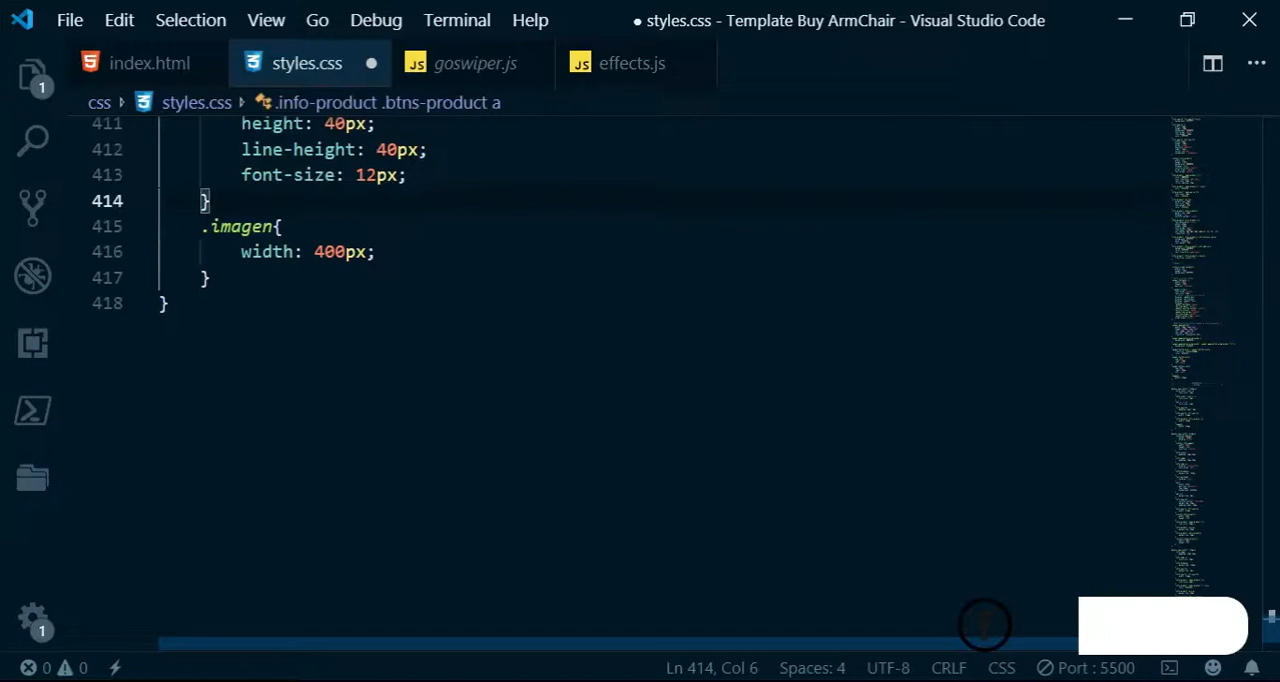 File Edit Selection View Go Debug Terminal Help ● styles.css - Template Buy ArmChair - Visual Studio Code
index.html styles.css ● JS goswiper.js JS effects.js
css styles.css .info-product .btns-product a
411 height: 40px;
412 line-height: 40px;
413 font-size: 12px;
414 }
415 .imagen{
416 width: 400px;
417 }
418 }
1
1
0 0 Ln 414, Col 6 Spaces: 4 UTF-8 CRLF CSS Port : 5500